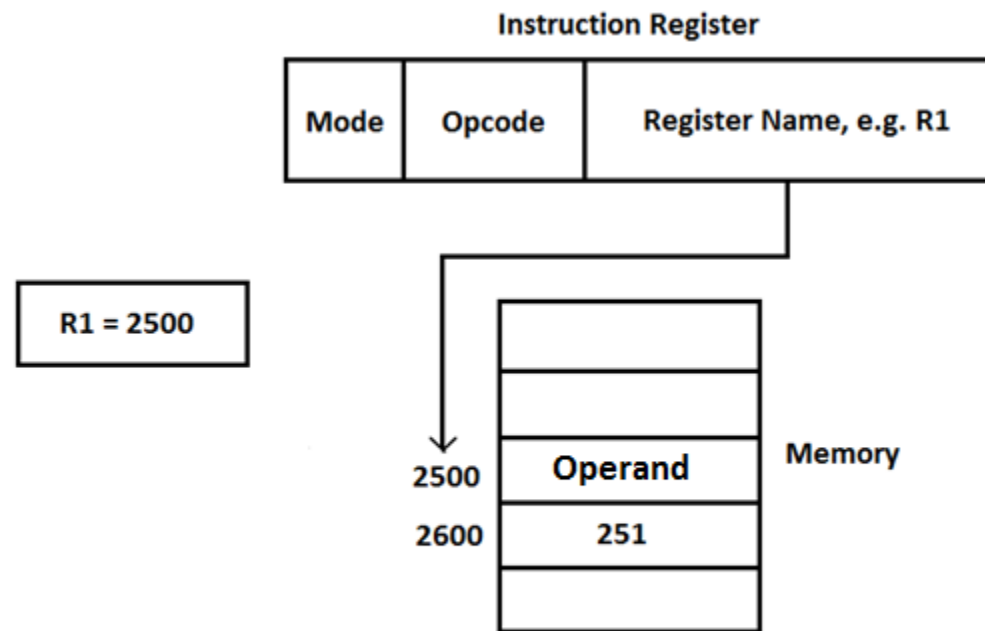 Instruction Register
Mode
Opcode
Register Name, e.g. R1
R1 = 2500
2500
Operand
Memory
2600
251